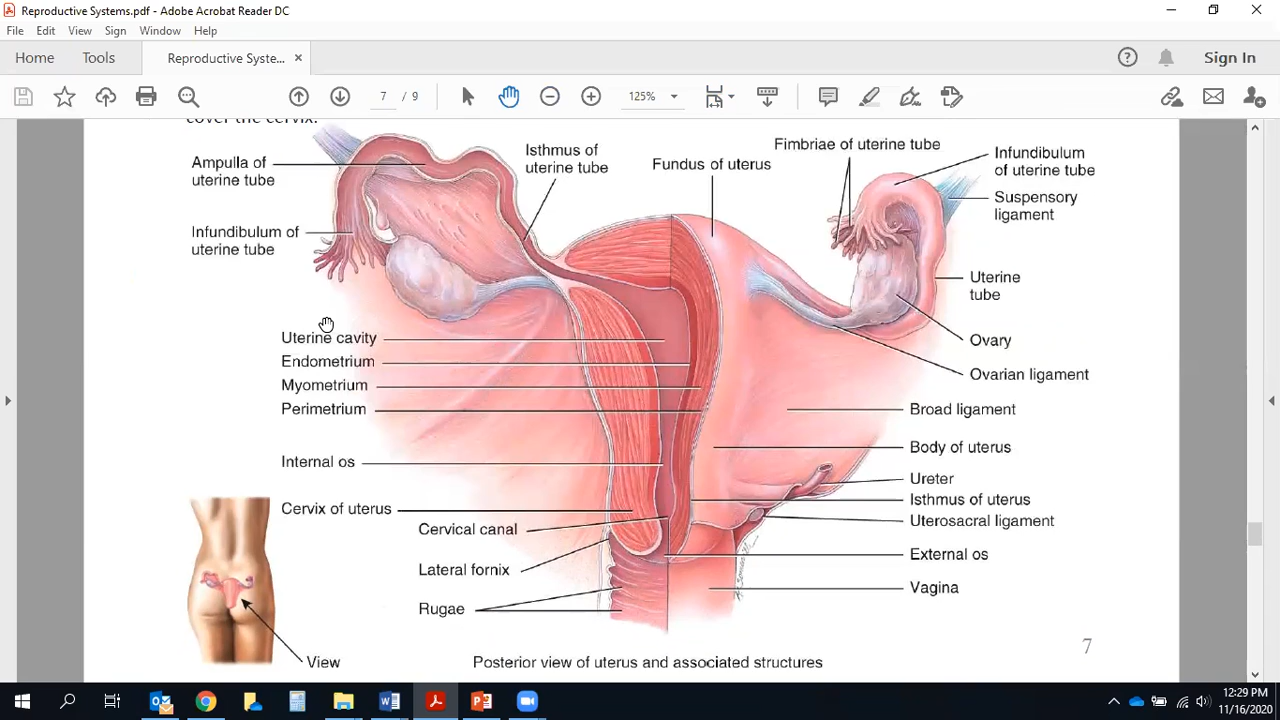 Reproductive Systems.pdf - Adobe Acrobat Reader DC
File Edit View Sign Window Help
Home Tools Reproductive Syste... ×
Sign In
7 / 9 125%
cover the cervix.
Ampulla of
uterine tube
Isthmus of
uterine tube
Fundus of uterus
Fimbriae of uterine tube
Infundibulum
of uterine tube
Suspensory
ligament
Infundibulum of
uterine tube
Uterine
tube
Uterine cavity
Endometrium
Myometrium
Perimetrium
Ovary
Ovarian ligament
Broad ligament
Body of uterus
Internal os
Ureter
Isthmus of uterus
Uterosacral ligament
Cervix of uterus
Cervical canal
External os
Lateral fornix
Vagina
Rugae
View
Posterior view of uterus and associated structures
7
12:29 PM
11/16/2020